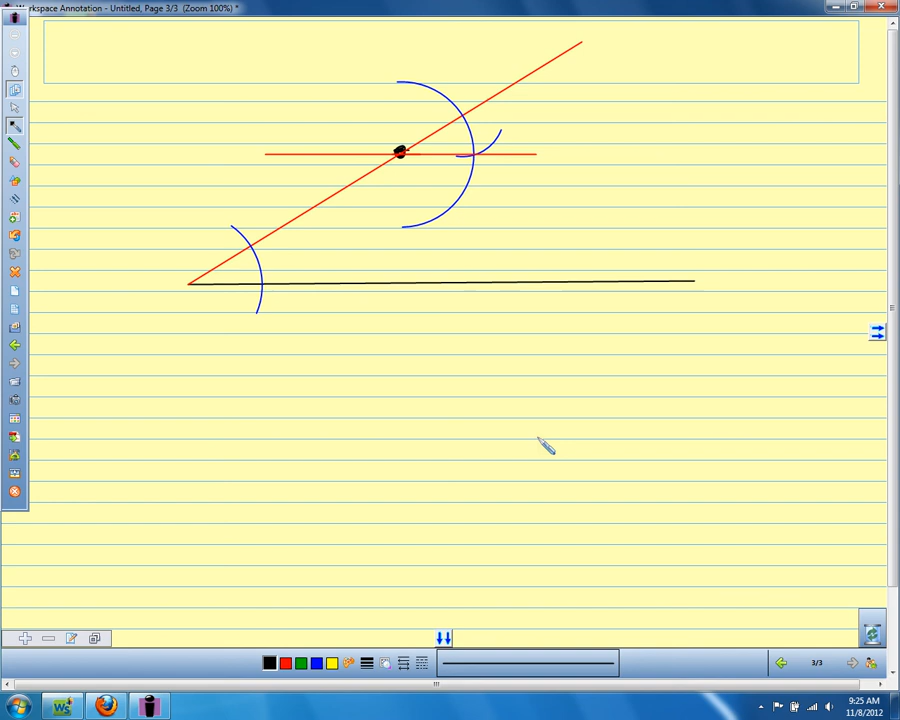 Workspace Annotation - Untitled, Page 3/3 (Zoom 100%) *
3/3
9:25 AM
11/8/2012